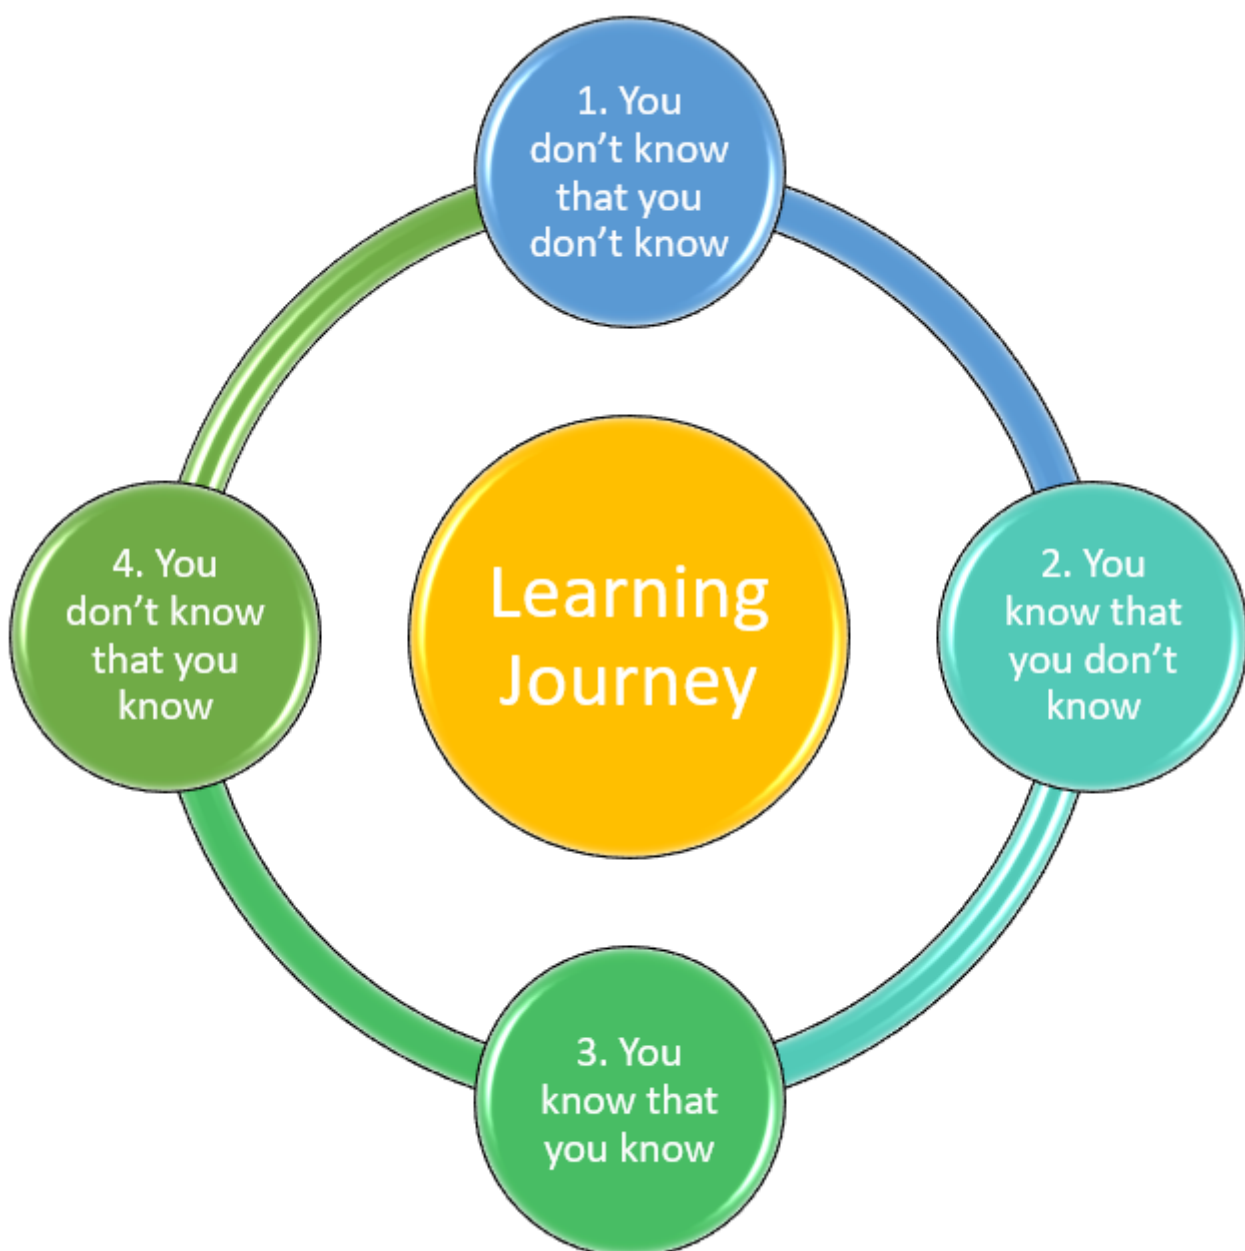 1. You
don’t know
that you
don’t know
Learning
Journey
2. You
know that
you don’t
know
3. You
know that
you know
4. You
don’t know
that you
know